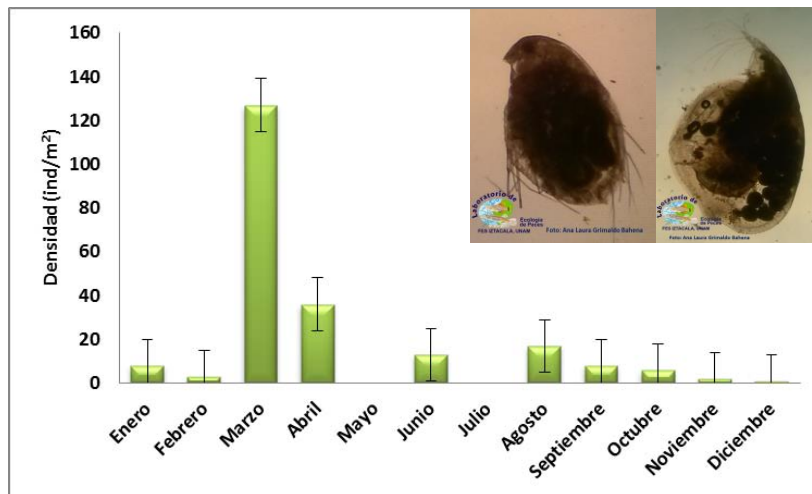 160
140
120
100
80
60
40
20
0
Densidad (ind/m²)
Enero
Febrero
Marzo
Abril
Mayo
Junio
Julio
Agosto
Septiembre
Octubre
Noviembre
Diciembre
Laboratorio de
Ecología
de Peces
FES IZTACALA, UNAM
Foto: Ana Laura Grimaldo Bahena
Laboratorio de
Ecología
de Peces
FES IZTACALA, UNAM
Foto: Ana Laura Grimaldo Bahena